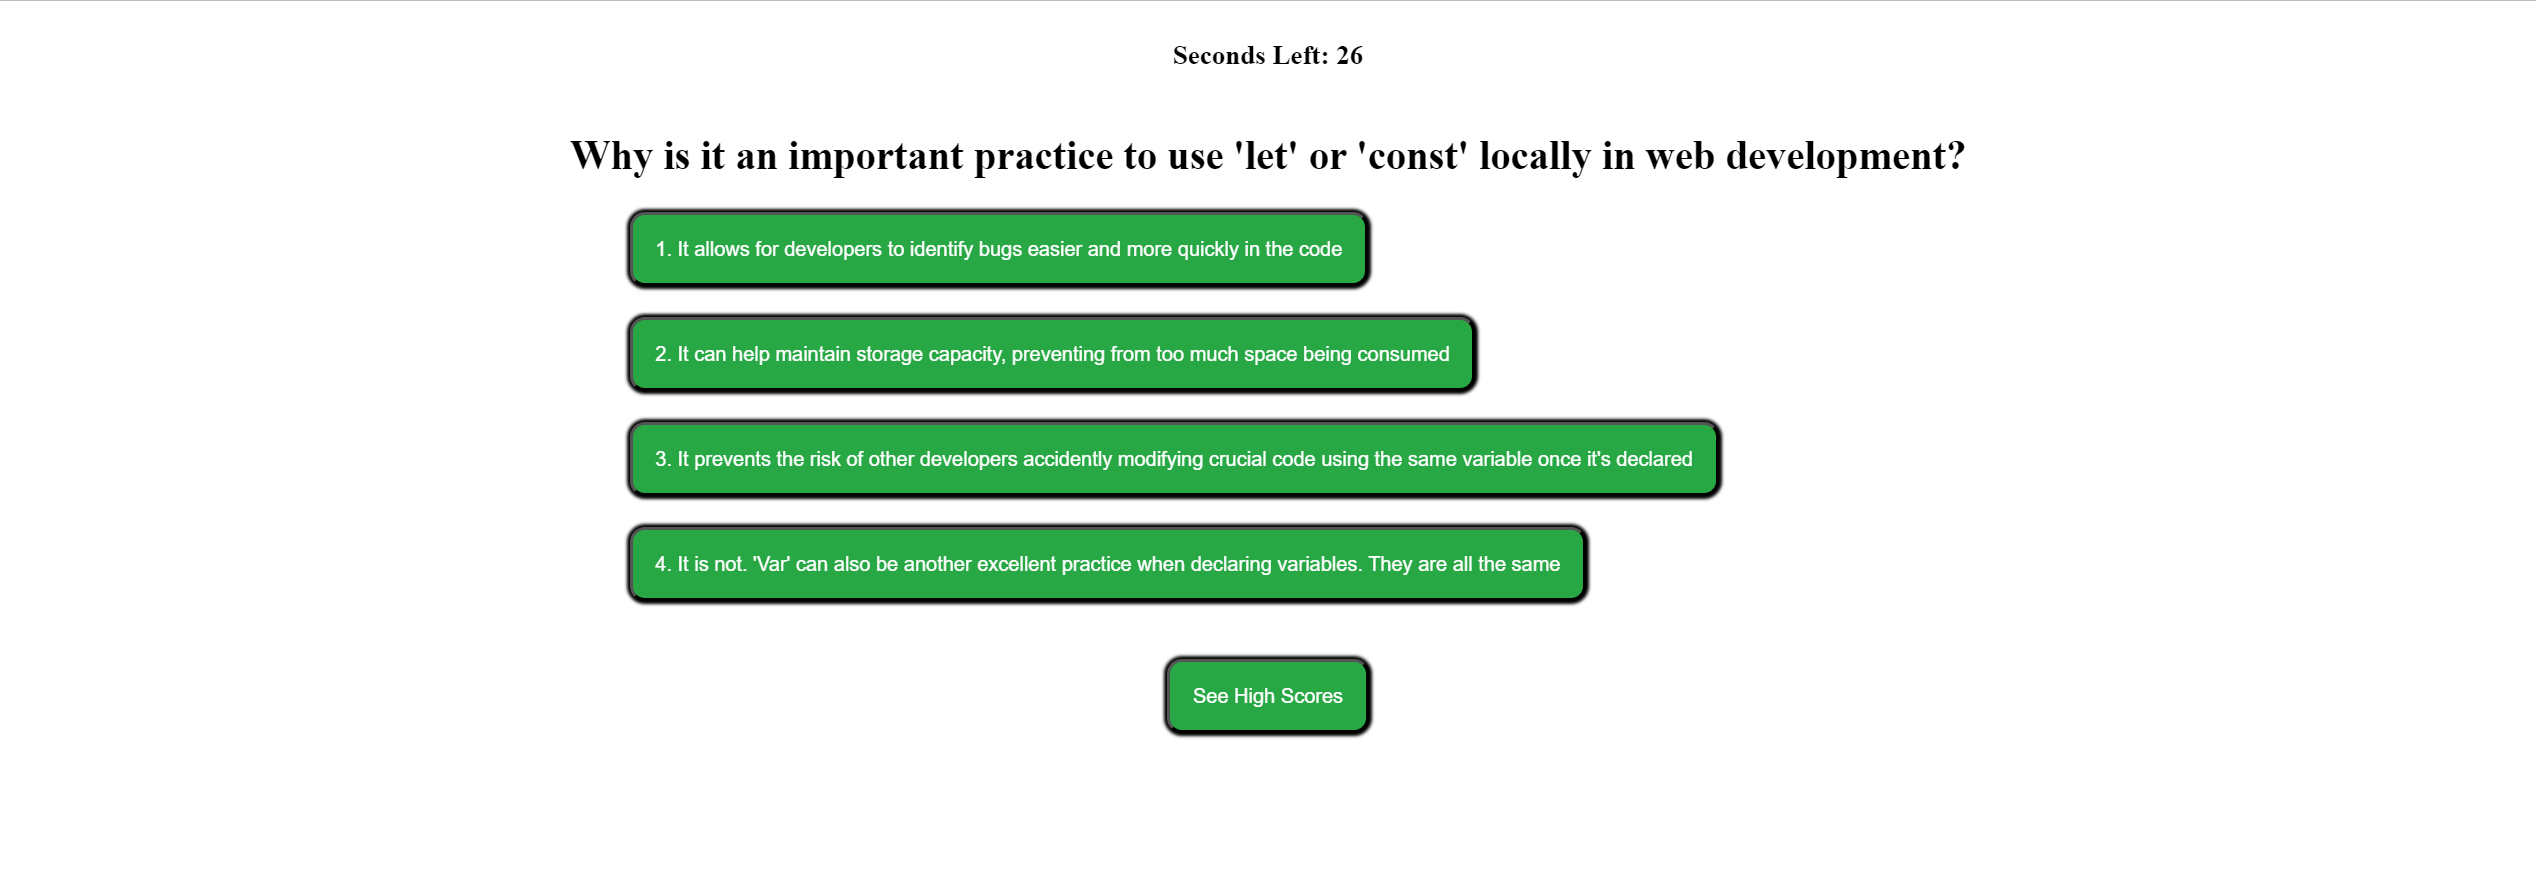 Seconds Left: 26
Why is it an important practice to use 'let' or 'const' locally in web development?
1. It allows for developers to identify bugs easier and more quickly in the code
2. It can help maintain storage capacity, preventing from too much space being consumed
3. It prevents the risk of other developers accidently modifying crucial code using the same variable once it's declared
4. It is not. 'Var' can also be another excellent practice when declaring variables. They are all the same
See High Scores